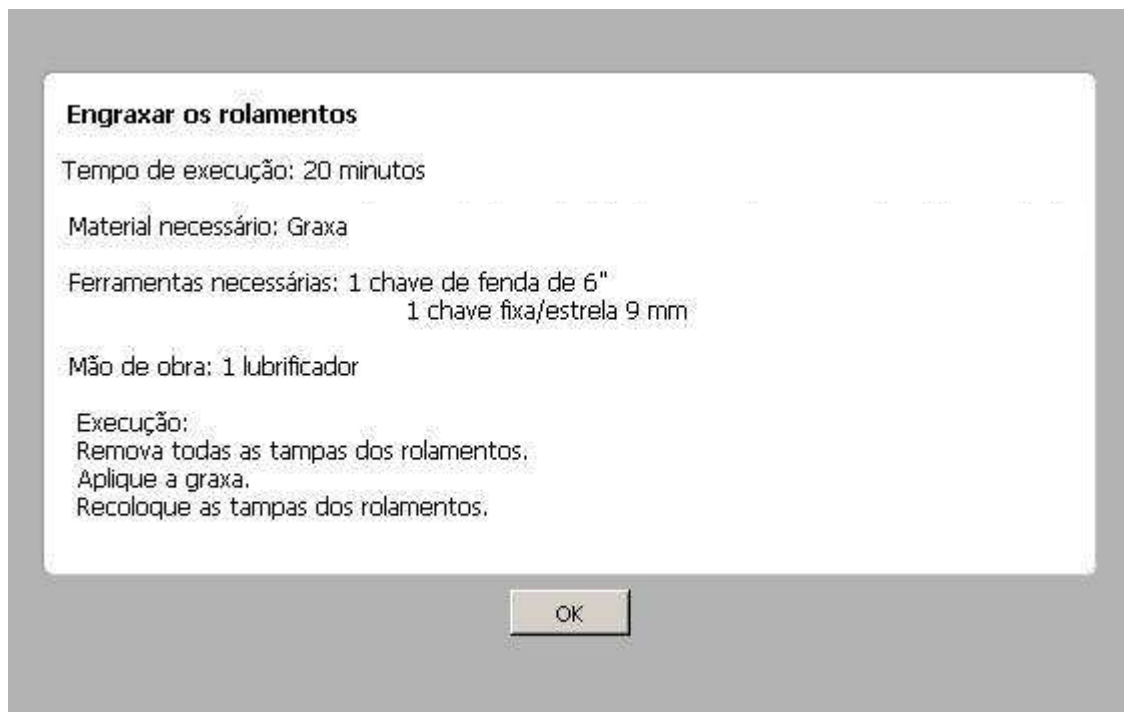 Engraxar os rolamentos
Tempo de execução: 20 minutos
Material necessário: Graxa
Ferramentas necessárias: 1 chave de fenda de 6"
1 chave fixa/estrela 9 mm
Mão de obra: 1 lubrificador
Execução:
Remova todas as tampas dos rolamentos.
Aplique a graxa.
Recoloque as tampas dos rolamentos.
OK